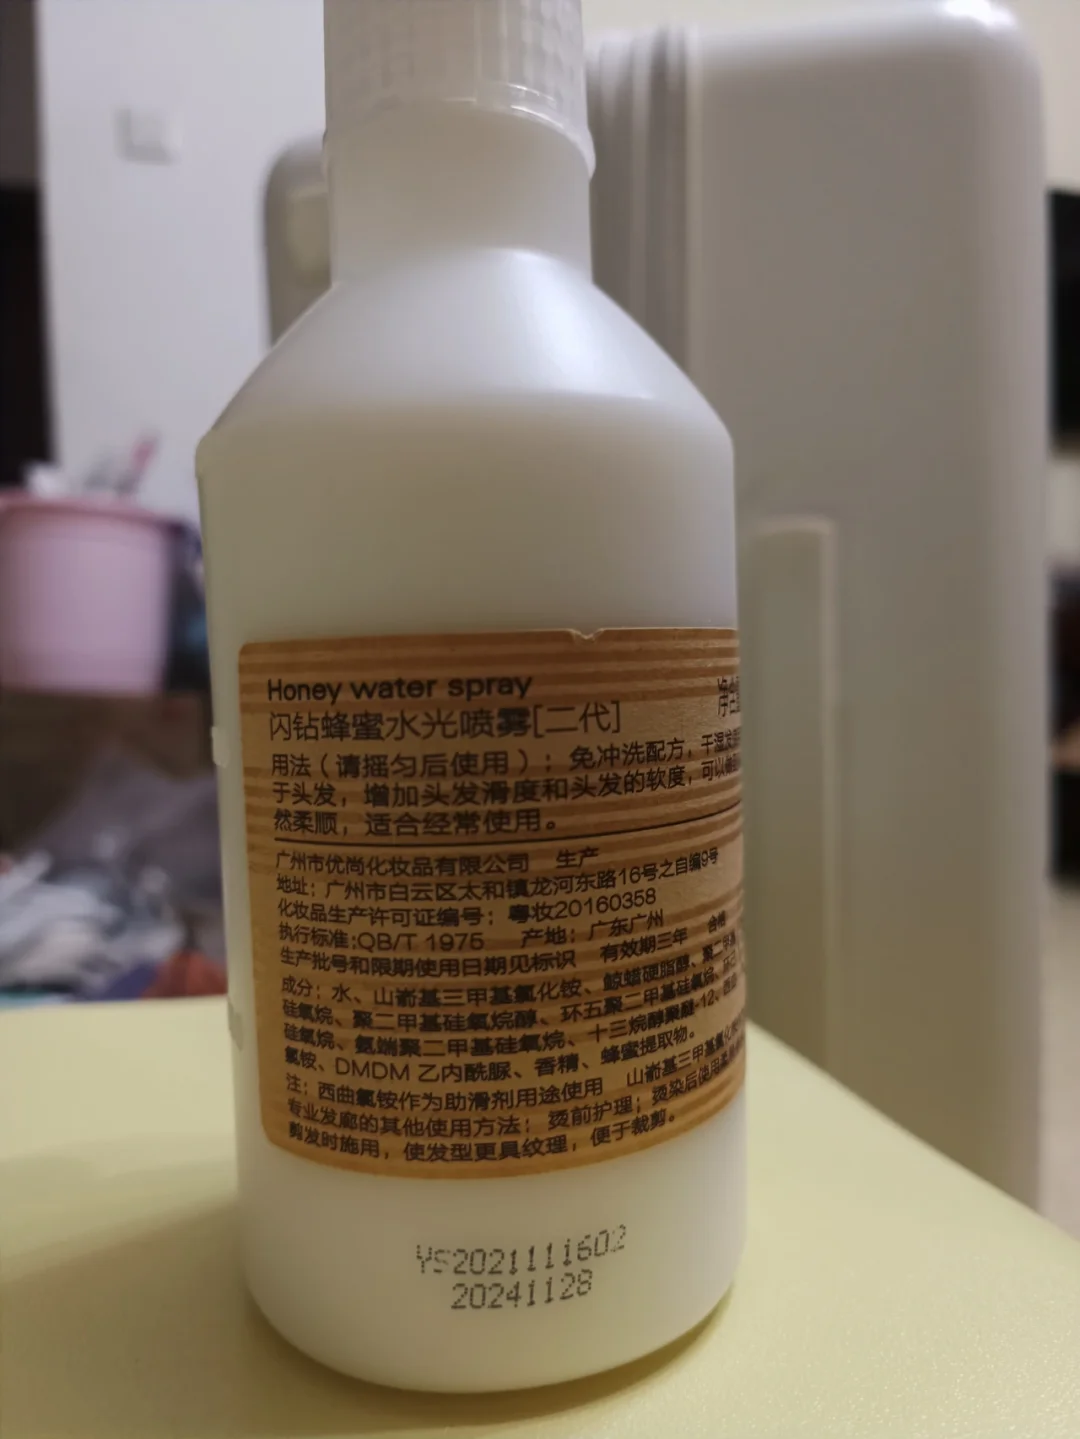 Honey water spray
闪钻蜂蜜水光喷雾[二代]
净含
用法（请摇匀后使用）：免冲洗配方，干湿
于头发，增加头发滑度和头发的软度，可以
然柔顺，适合经常使用。
广州市优尚化妆品有限公司 生产
地址：广州市白云区太和镇龙河东路16号之自编9号
化妆品生产许可证编号：粤妆20160358
执行标准:QB/T 1975 产地：广东广州 合格
生产批号和限期使用日期见标识 有效期三年
成分：水、山嵛基三甲基氯化铵、鲸蜡硬脂醇、聚二甲基
硅氧烷、聚二甲基硅氧烷醇、环五聚二甲基硅氧烷、
硅氧烷、氨端聚二甲基硅氧烷、十三烷醇聚醚-12、西曲
氯铵、DMDM 乙内酰脲、香精、蜂蜜提取物。
注：西曲氯铵作为助滑剂用途使用 山嵛基三甲基氯化铵
专业发廊的其他使用方法：烫前护理；烫染后使用
剪发时施用，使发型更具纹理，便于裁剪。
YS2021111602
20241128